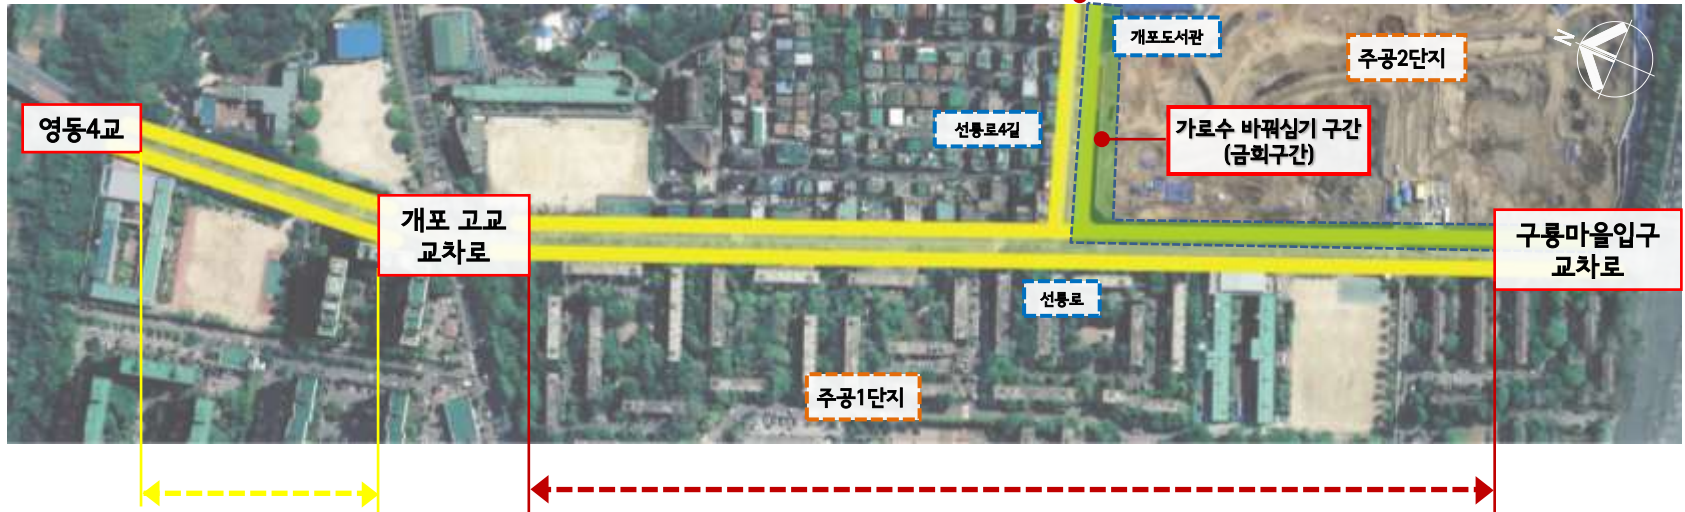 개포도서관
주공2단지
N
영동4교
선릉로4길
가로수 바꿔심기 구간
(금회구간)
개포 고교
교차로
구룡마을입구
교차로
선릉로
주공1단지